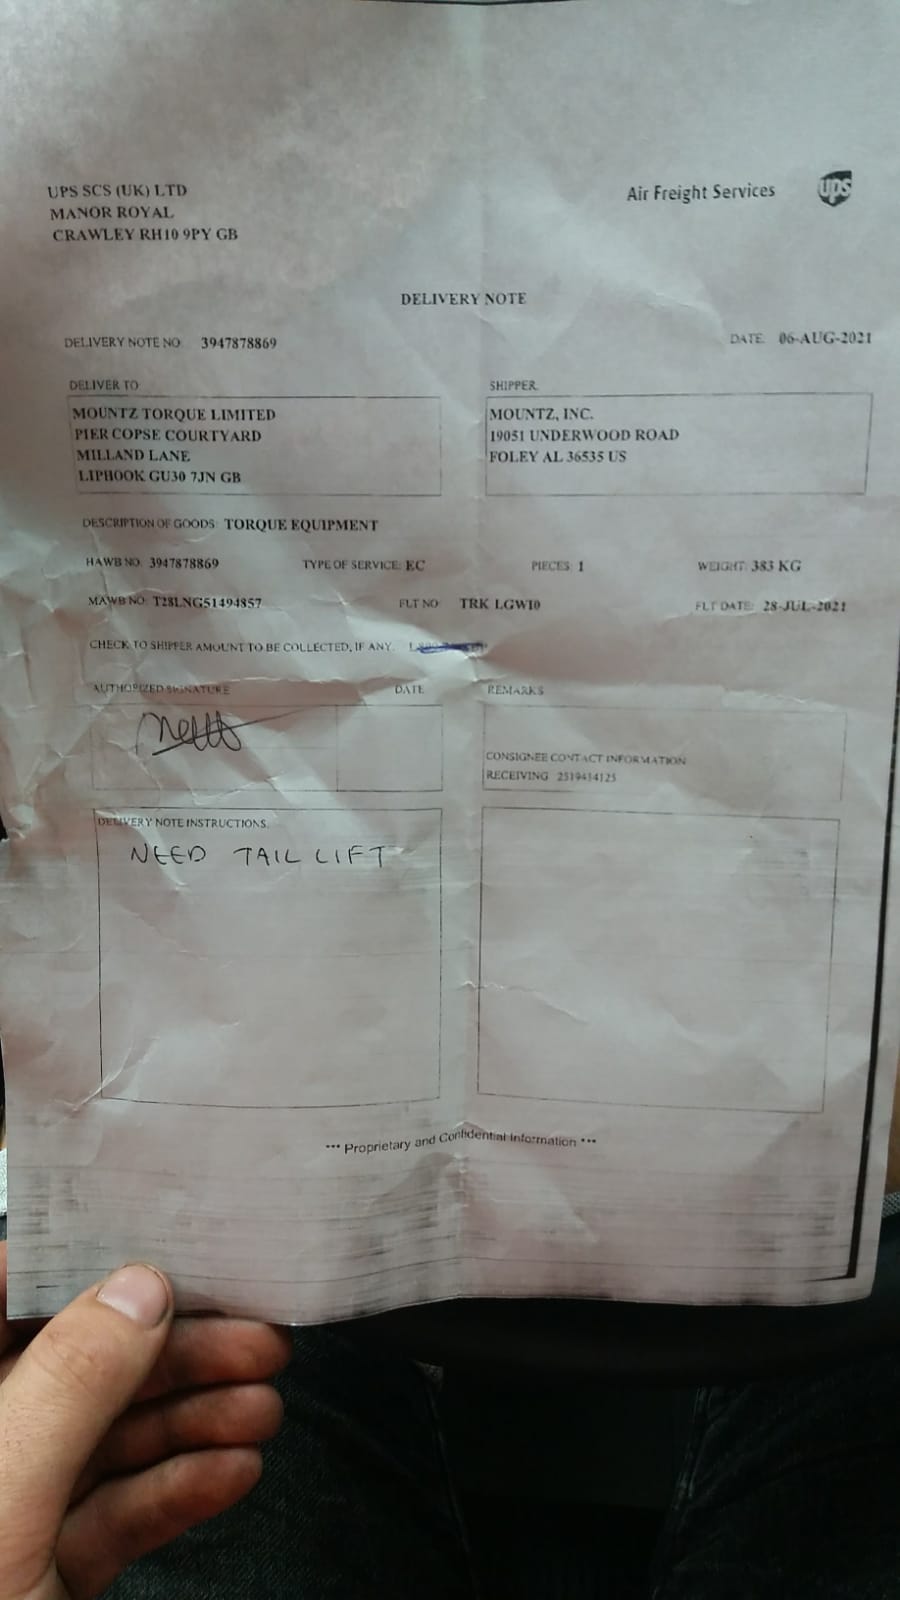 UPS SCS (UK) LTD
MANOR ROYAL
CRAWLEY RH10 9PY GB
Air Freight Services
ups
DELIVERY NOTE
DELIVERY NOTE NO: 3947878869
DATE: 06-AUG-2021
DELIVER TO
MOUNTZ TORQUE LIMITED
PIER COPSE COURTYARD
MILLAND LANE
LIPHOOK GU30 7JN GB
SHIPPER
MOUNTZ, INC.
19051 UNDERWOOD ROAD
FOLEY AL 36535 US
DESCRIPTION OF GOODS: TORQUE EQUIPMENT
HAWB NO: 3947878869 TYPE OF SERVICE: EC PIECES: 1 WEIGHT: 383 KG
MAWB NO: T28LNG51494857 FLT NO: TRK LGW10 FLT DATE: 28-JUL-2021
CHECK TO SHIPPER AMOUNT TO BE COLLECTED, IF ANY:
AUTHORIZED SIGNATURE DATE REMARKS
CONSIGNEE CONTACT INFORMATION
RECEIVING
DELIVERY NOTE INSTRUCTIONS:
NEED TAIL LIFT
*** Proprietary and Confidential Information ***